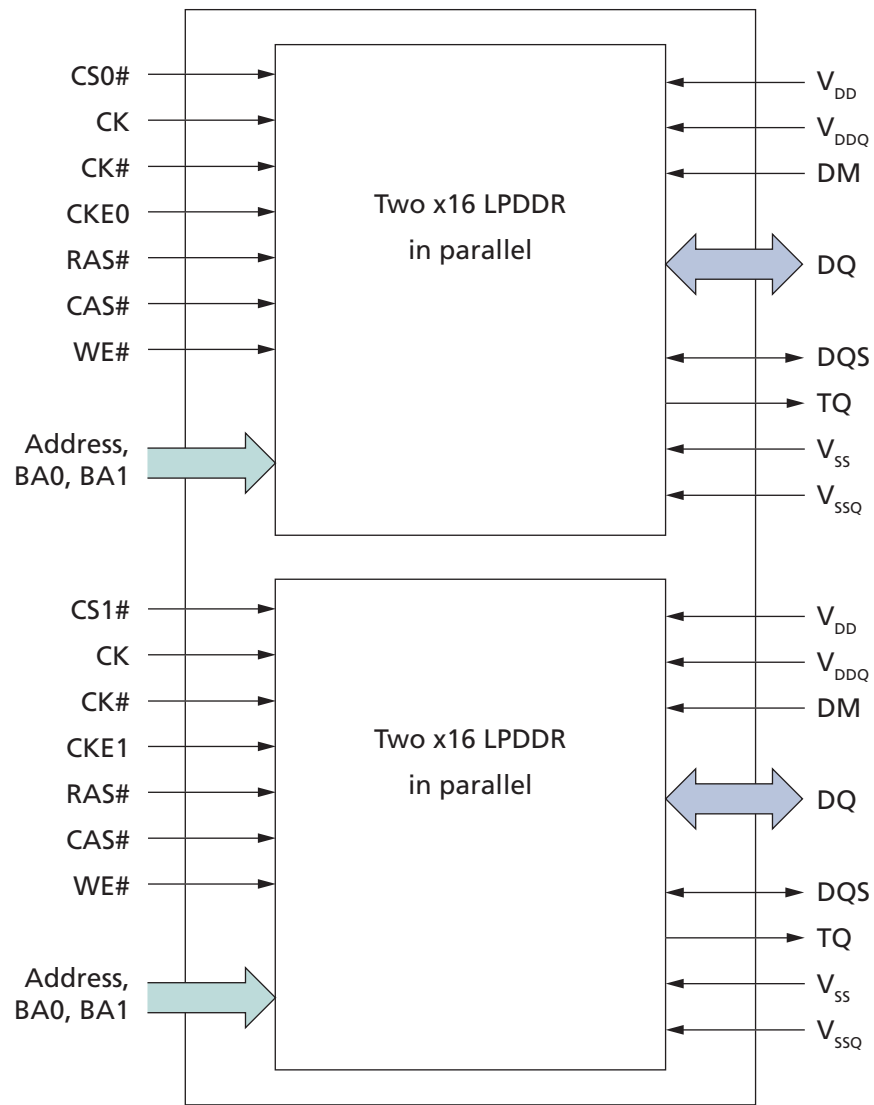 CS0#
CK
CK#
CKE0
RAS#
CAS#
WE#
Address,
BA0, BA1
Two x16 LPDDR
in parallel
VDD
VDDQ
DM
DQ
DQS
TQ
VSS
VSSQ
CS1#
CK
CK#
CKE1
RAS#
CAS#
WE#
Address,
BA0, BA1
Two x16 LPDDR
in parallel
VDD
VDDQ
DM
DQ
DQS
TQ
VSS
VSSQ